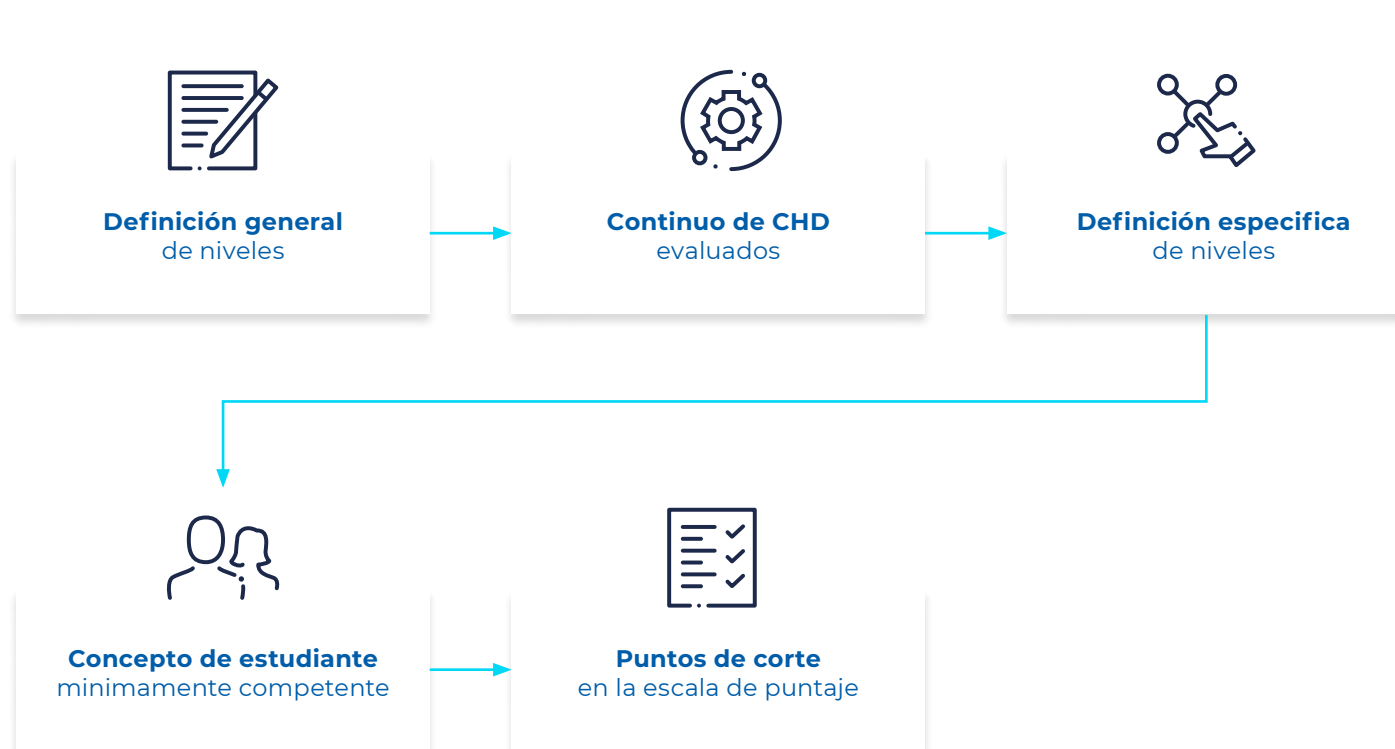 Definición general
de niveles
Continuo de CHD
evaluados
Definición especifica
de niveles
Concepto de estudiante
minimamente competente
Puntos de corte
en la escala de puntaje